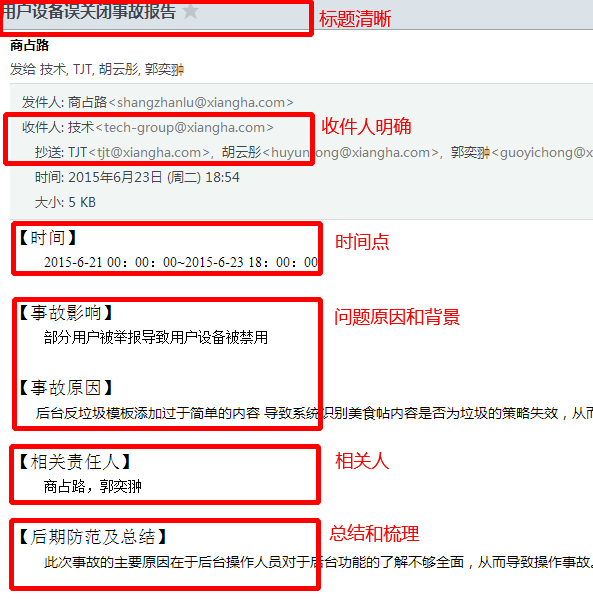 用户设备误关闭事故报告
标题清晰
商占路
发给 技术, TJT, 胡云彤, 郭奕翀
发件人: 商占路<shangzhanlu@xiangha.com>
收件人: 技术<tech-group@xiangha.com>
收件人明确
抄送: TJT<tjt@xiangha.com>, 胡云彤<huyuntong@xiangha.com>, 郭奕翀<guoyichong@x
时间: 2015年6月23日 (周二) 18:54
大小: 5 KB
【时间】
时间点
2015-6-21 00：00：00~2015-6-23 18：00：00
【事故影响】
问题原因和背景
部分用户被举报导致用户设备被禁用
【事故原因】
后台反垃圾模板添加过于简单的内容 导致系统识别美食帖内容是否为垃圾的策略失效，从而
【相关责任人】
相关人
商占路，郭奕翀
【后期防范及总结】
总结和梳理
此次事故的主要原因在于后台操作人员对于后台功能的了解不够全面，从而导致操作事故。